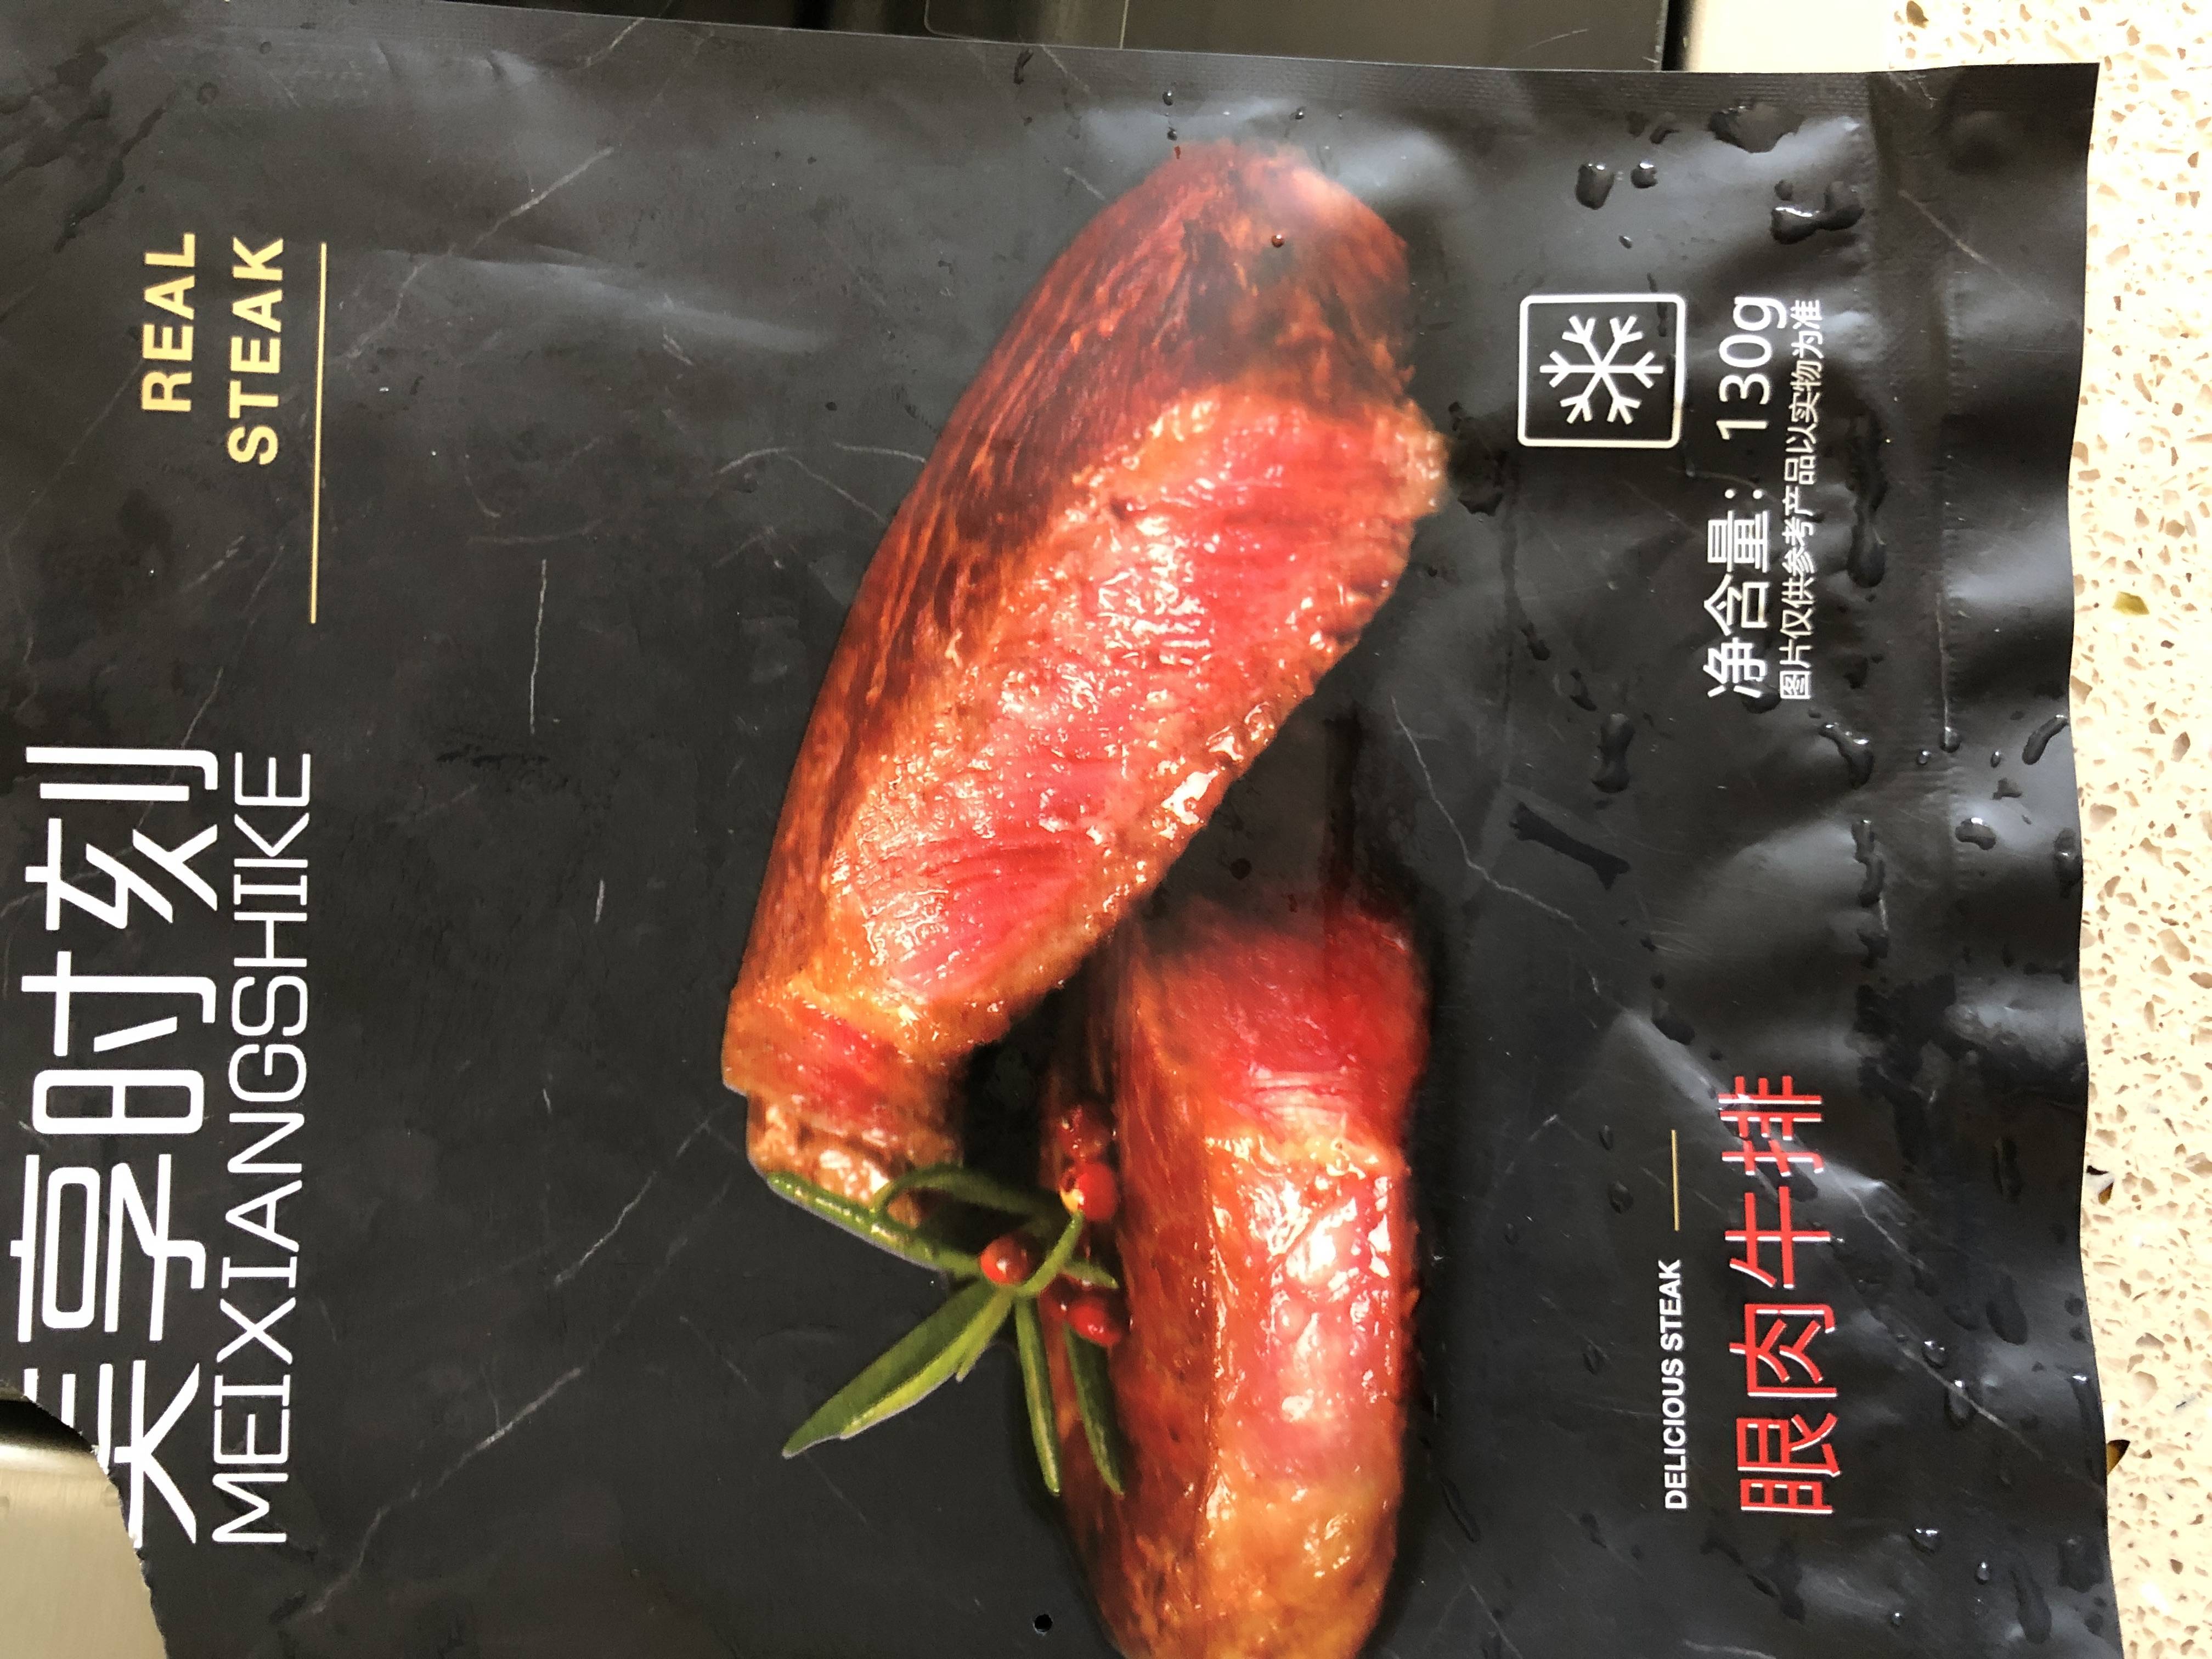 美享时刻
MEIXIANGSHIKE
REAL
STEAK
DELICIOUS STEAK
眼肉牛排
净含量：130g
图片仅供参考产品以实物为准